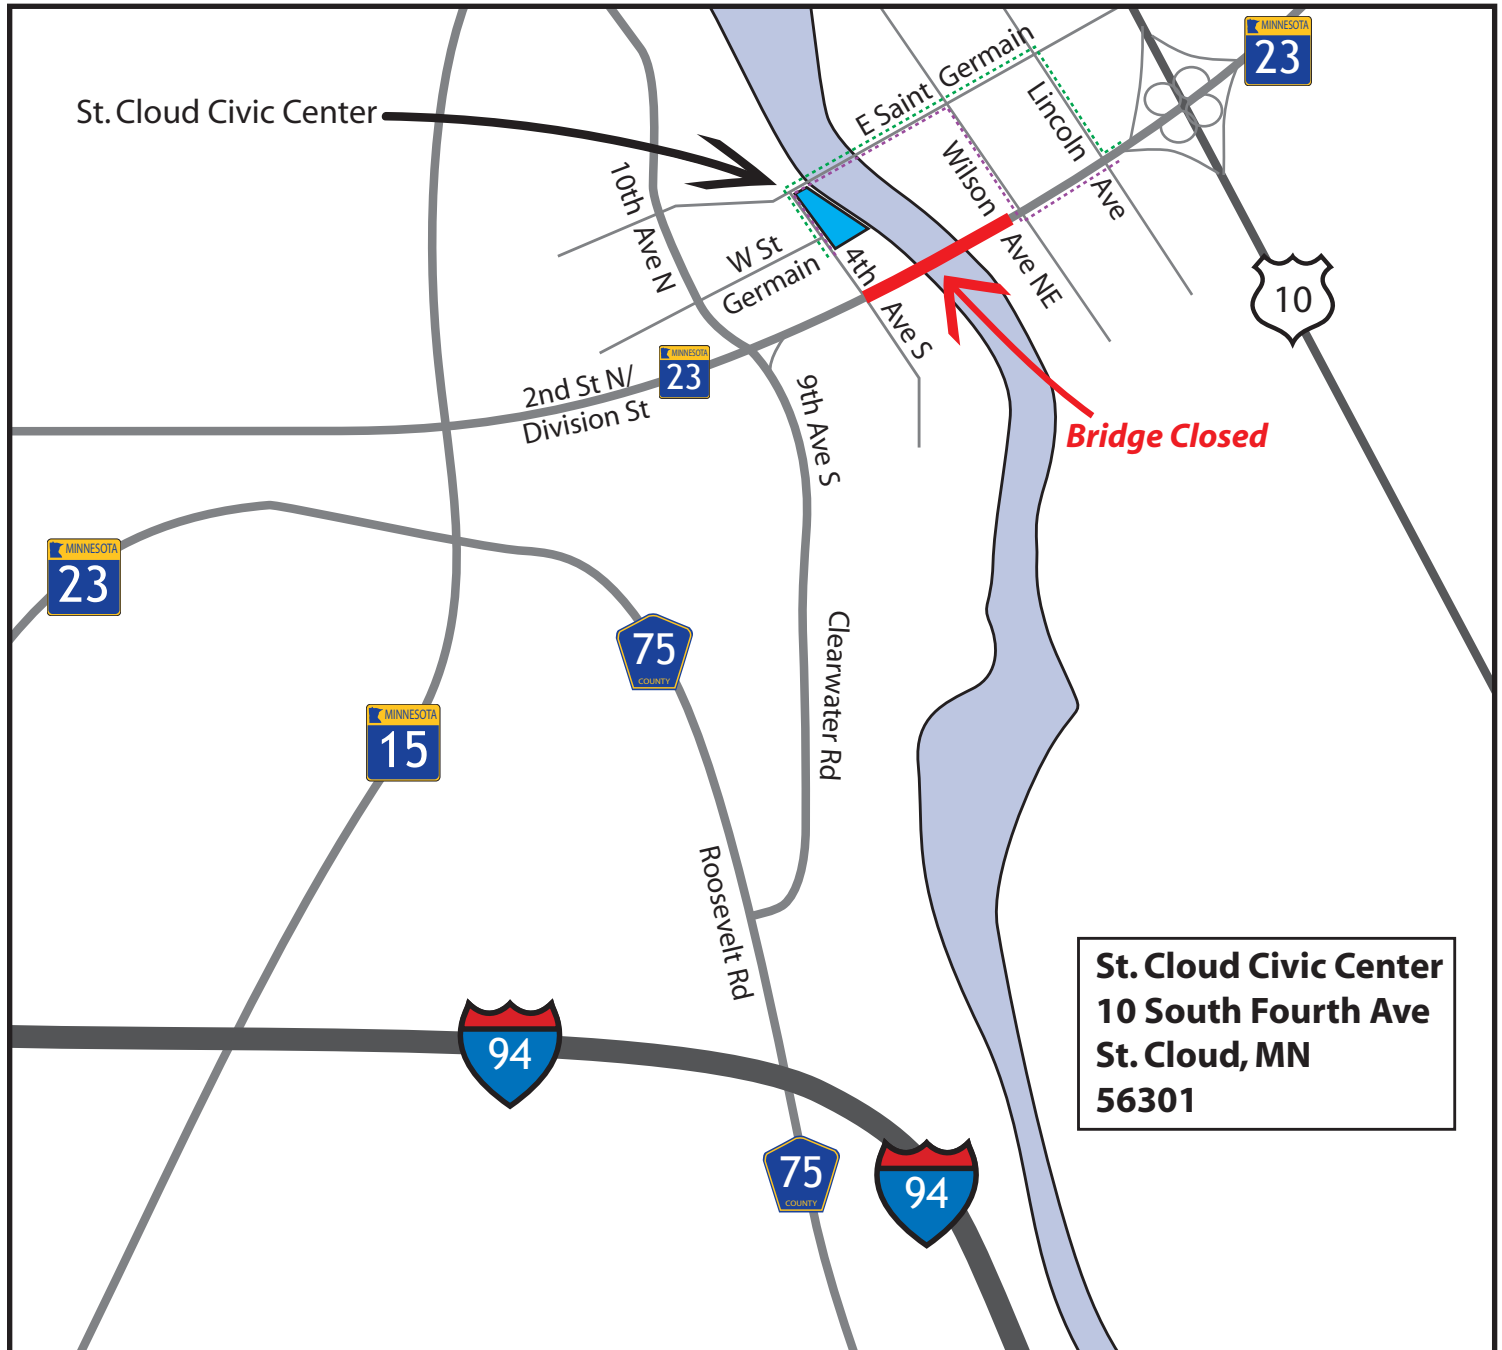 MINNESOTA
23
E Saint Germain
St. Cloud Civic Center
Lincoln
Ave
Wilson
Ave NE
10th
Ave N
W St
Germain
4th
Ave S
10
MINNESOTA
23
2nd St N/
Division St
9th Ave S
Bridge Closed
MINNESOTA
23
75
COUNTY
Clearwater Rd
MINNESOTA
15
Roosevelt Rd
St. Cloud Civic Center
10 South Fourth Ave
St. Cloud, MN
56301
94
75
COUNTY
94